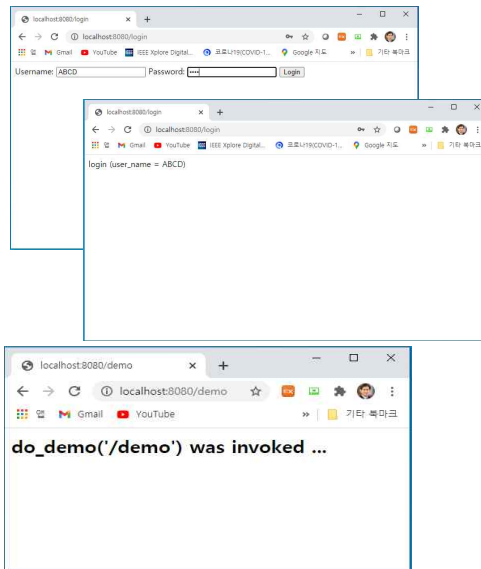 localhost:8080/login
localhost:8080/login
앱 Gmail YouTube IEEE Xplore Digital... 코로나19(COVID-1... Google 지도 » 기타 북마크
Username: ABCD Password: •••• Login
localhost:8080/login
localhost:8080/login
앱 Gmail YouTube IEEE Xplore Digital... 코로나19(COVID-1... Google 지도 » 기타 북마크
login (user_name = ABCD)
localhost:8080/demo
localhost:8080/demo
앱 Gmail YouTube » 기타 북마크
do_demo('/demo') was invoked ...